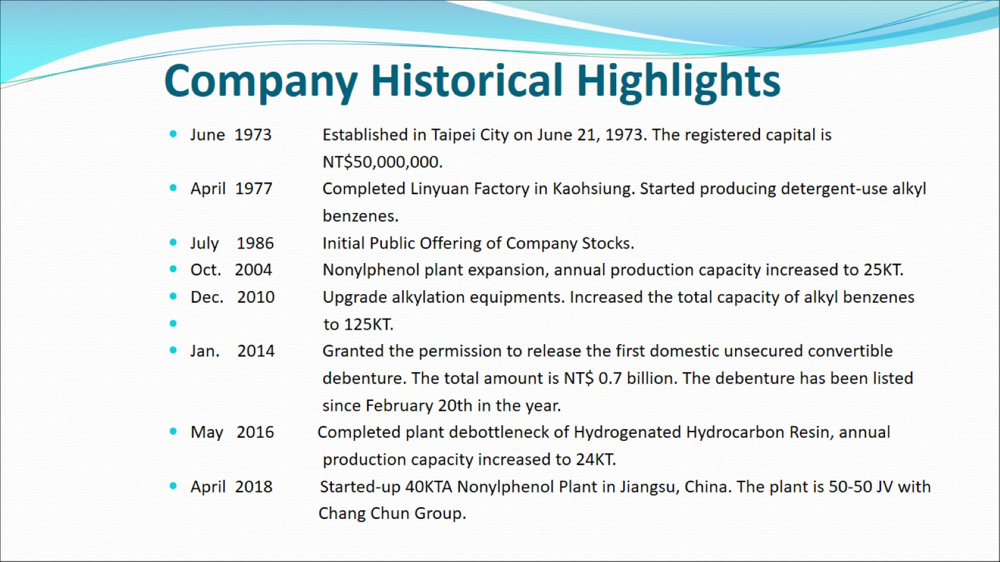 Company Historical Highlights
• June 1973 Established in Taipei City on June 21, 1973. The registered capital is
NT$50,000,000.
• April 1977 Completed Linyuan Factory in Kaohsiung. Started producing detergent-use alkyl
benzenes.
• July 1986 Initial Public Offering of Company Stocks.
• Oct. 2004 Nonylphenol plant expansion, annual production capacity increased to 25KT.
• Dec. 2010 Upgrade alkylation equipments. Increased the total capacity of alkyl benzenes
• to 125KT.
• Jan. 2014 Granted the permission to release the first domestic unsecured convertible
debenture. The total amount is NT$ 0.7 billion. The debenture has been listed
since February 20th in the year.
• May 2016 Completed plant debottleneck of Hydrogenated Hydrocarbon Resin, annual
production capacity increased to 24KT.
• April 2018 Started-up 40KTA Nonylphenol Plant in Jiangsu, China. The plant is 50-50 JV with
Chang Chun Group.